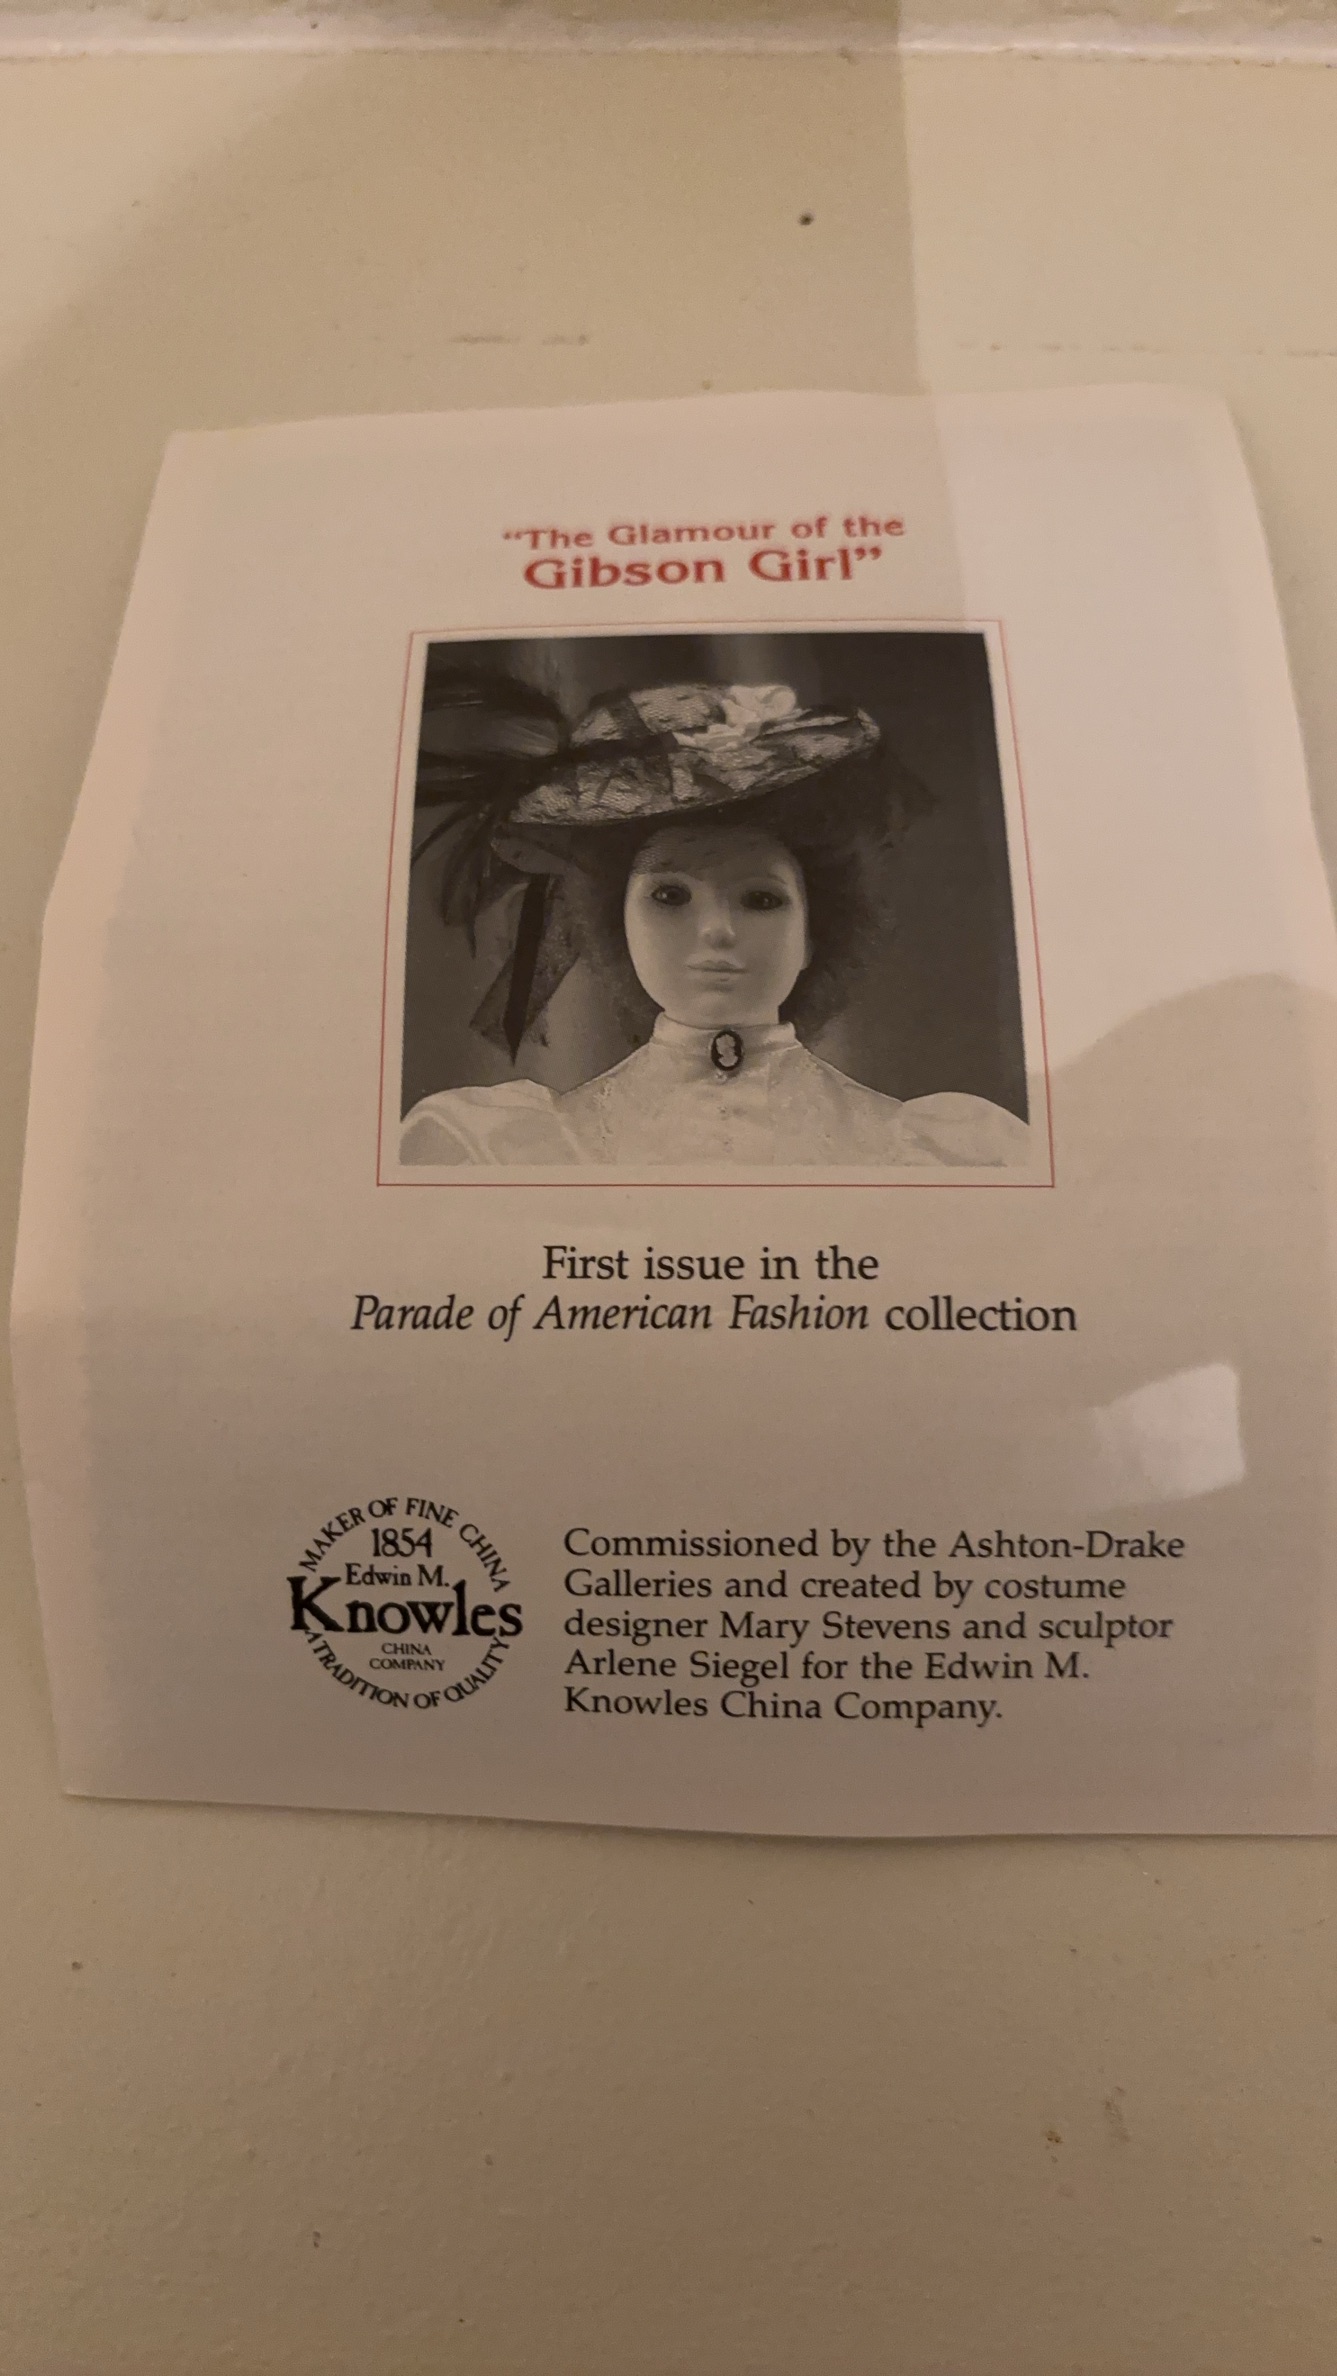 “The Glamour of the
Gibson Girl”
First issue in the
Parade of American Fashion collection
MAKER OF FINE CHINA
1854
Edwin M.
Knowles
CHINA
COMPANY
A TRADITION OF QUALITY
Commissioned by the Ashton-Drake
Galleries and created by costume
designer Mary Stevens and sculptor
Arlene Siegel for the Edwin M.
Knowles China Company.